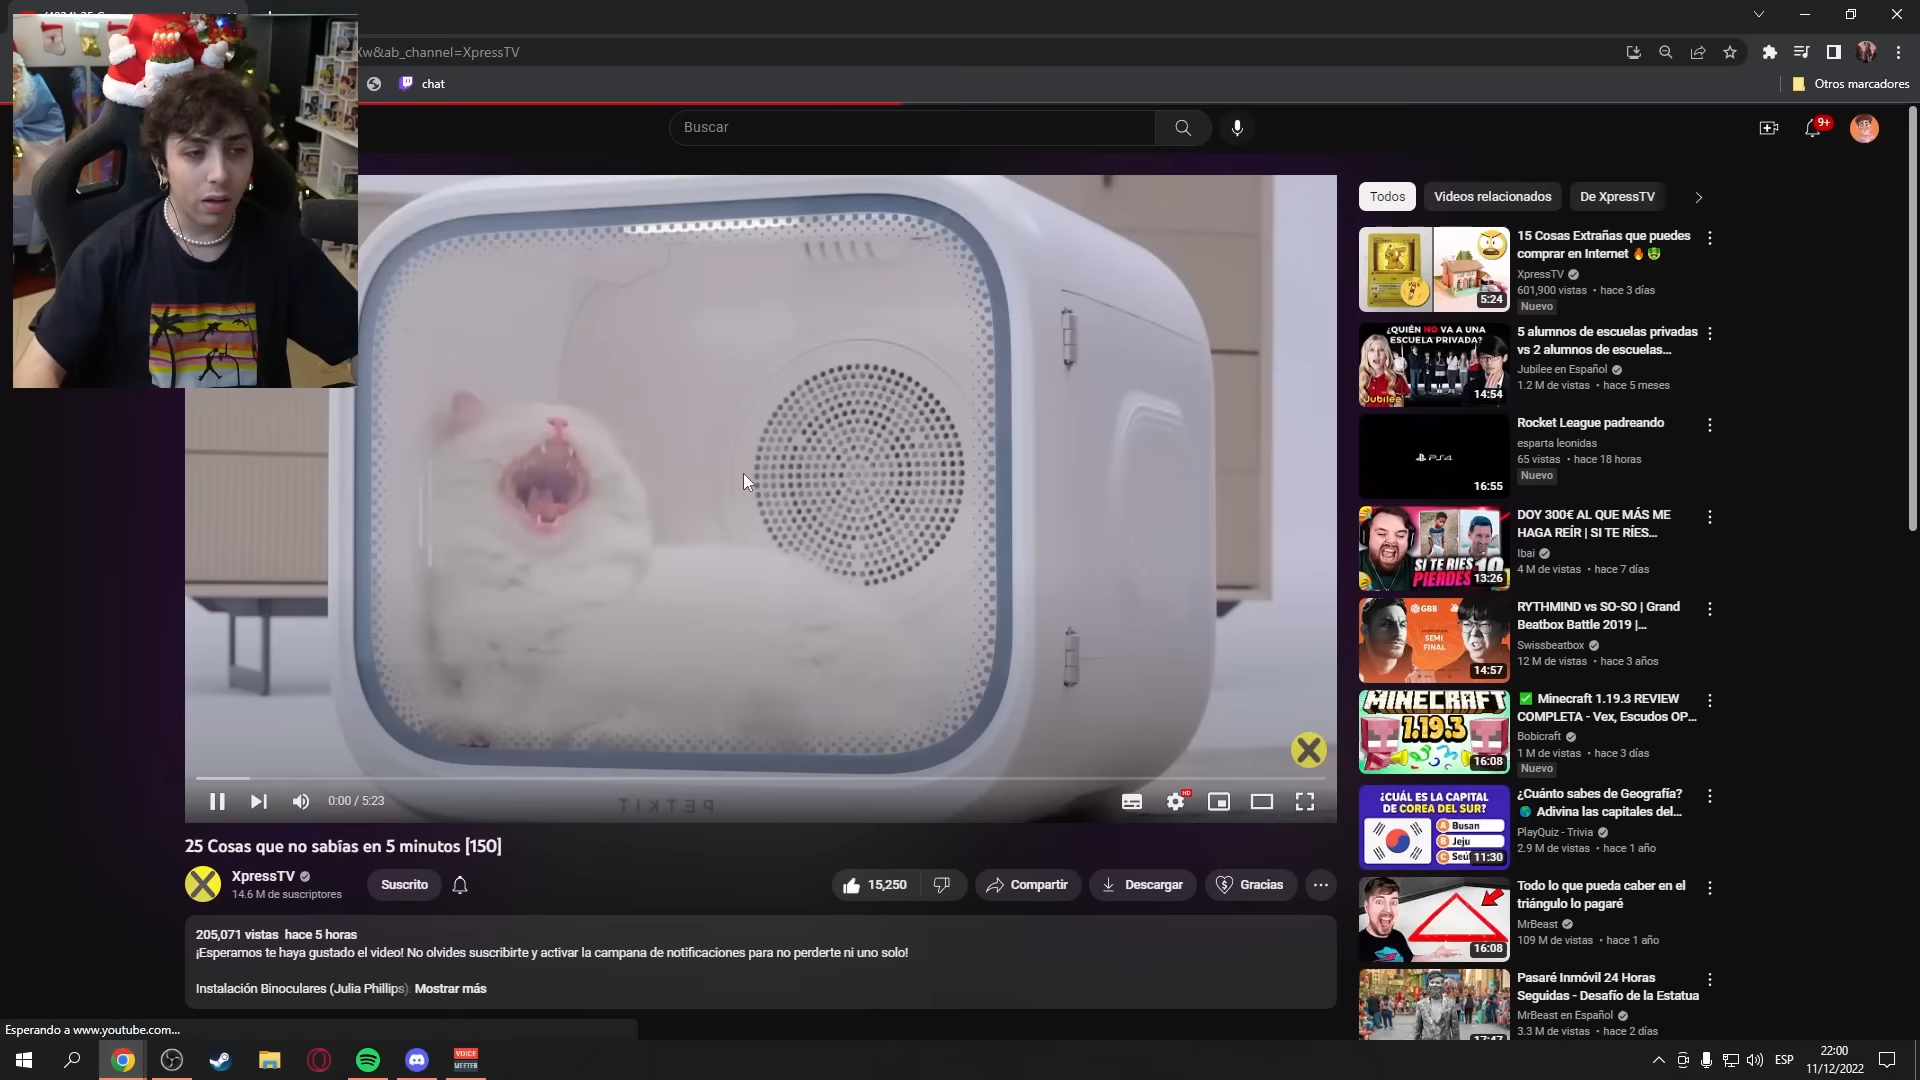 Xw&ab_channel=XpressTV
chat
Otros marcadores
Buscar
9+
PETKIT
0:00 / 5:23
HD
25 Cosas que no sabías en 5 minutos [150]
XpressTV
14.6 M de suscriptores
Suscrito
15,250
Compartir
Descargar
Gracias
205,071 vistas hace 5 horas
¡Esperamos te haya gustado el video! No olvides suscribirte y activar la campana de notificaciones para no perderte ni uno solo!
Instalación Binoculares (Julia Phillips) Mostrar más
Todos
Videos relacionados
De XpressTV
5:24
15 Cosas Extrañas que puedes
comprar en Internet 🔥 🤑
XpressTV
601,900 vistas • hace 3 días
Nuevo
¿QUIÉN NO VA A UNA
ESCUELA PRIVADA?
Jubilee
14:54
5 alumnos de escuelas privadas
vs 2 alumnos de escuelas...
Jubilee en Español
1.2 M de vistas • hace 5 meses
PS4
16:55
Rocket League padreando
esparta leonidas
65 vistas • hace 18 horas
Nuevo
SI TE RIES
PIERDES 10
13:26
DOY 300€ AL QUE MÁS ME
HAGA REÍR | SI TE RÍES...
Ibai
4 M de vistas • hace 7 días
GBB
SEMI
FINAL
14:57
RYTHMIND vs SO-SO | Grand
Beatbox Battle 2019 |...
Swissbeatbox
12 M de vistas • hace 3 años
MINECRAFT
1.19.3
16:08
✅ Minecraft 1.19.3 REVIEW
COMPLETA - Vex, Escudos OP...
Bobicraft
1 M de vistas • hace 3 días
Nuevo
¿CUÁL ES LA CAPITAL
DE COREA DEL SUR?
A Busan
B Jeju
C Seúl
11:30
¿Cuánto sabes de Geografía?
🌎 Adivina las capitales del...
PlayQuiz - Trivia
2.9 M de vistas • hace 1 año
16:08
Todo lo que pueda caber en el
triángulo lo pagaré
MrBeast
109 M de vistas • hace 1 año
17:47
Pasaré Inmóvil 24 Horas
Seguidas - Desafío de la Estatua
MrBeast en Español
3.3 M de vistas • hace 2 días
Esperando a www.youtube.com...
VOICE
MEETER
ESP
22:00
11/12/2022